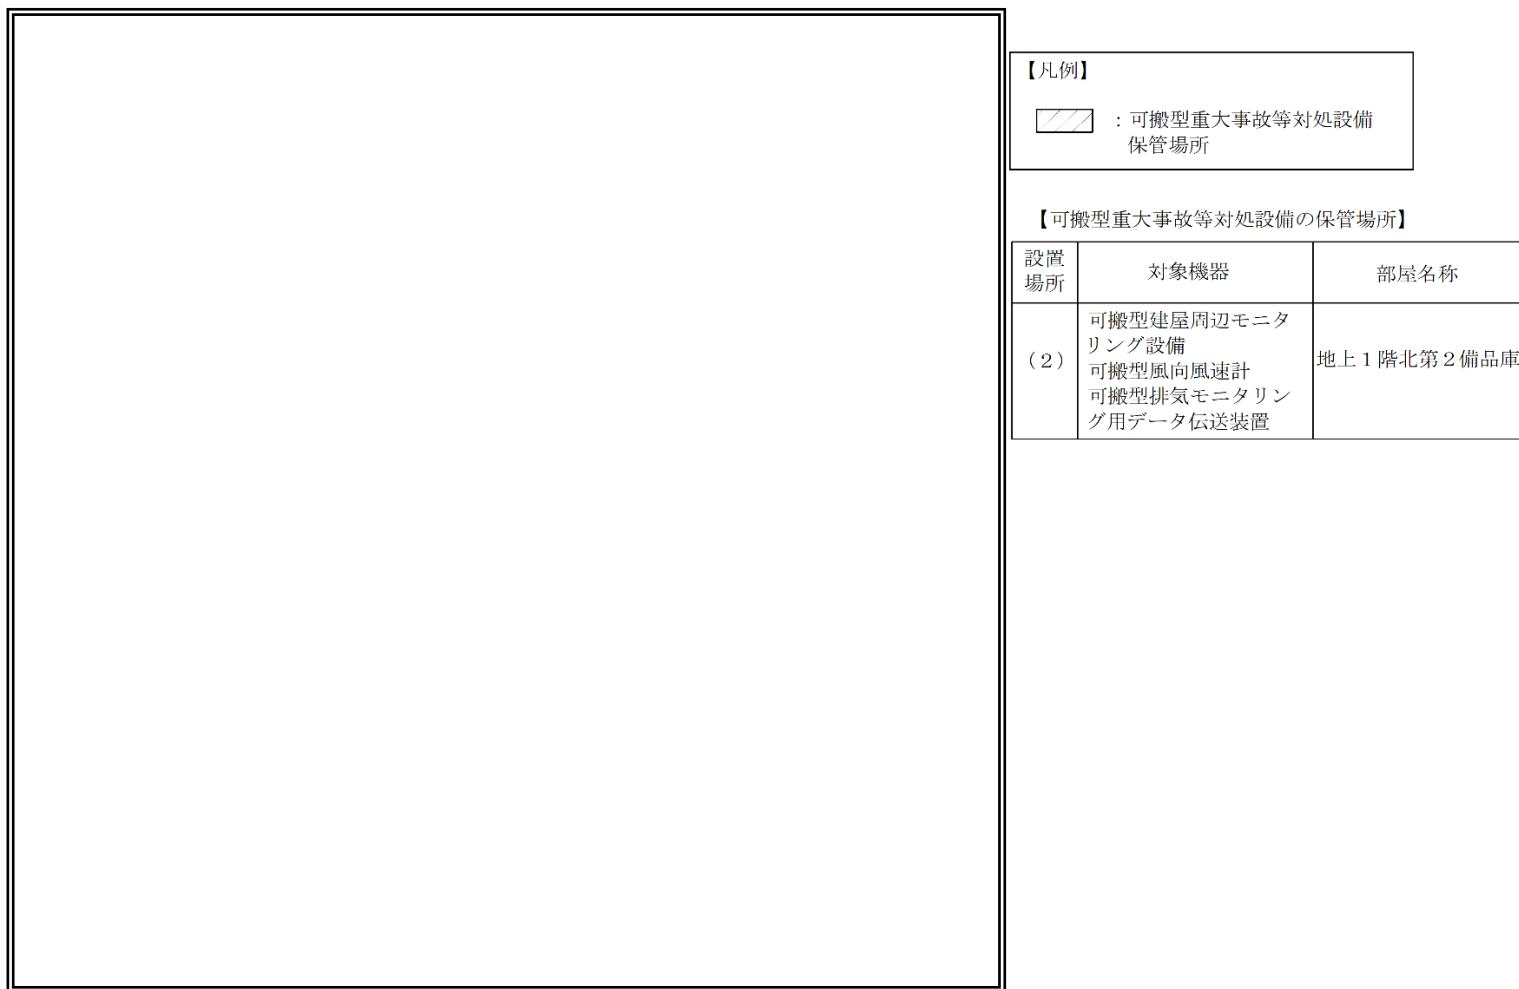 【凡例】
：可搬型重大事故等対処設備
保管場所
【可搬型重大事故等対処設備の保管場所】
設置
場所
対象機器
部屋名称
（２）
可搬型建屋周辺モニタ
リング設備
可搬型風向風速計
可搬型排気モニタリン
グ用データ伝送装置
地上１階北第２備品庫